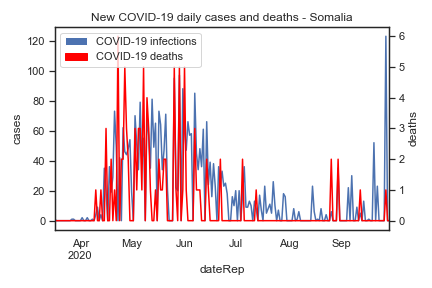 New COVID-19 daily cases and deaths - Somalia
COVID-19 infections
COVID-19 deaths
120
100
80
60
40
20
0
cases
6
5
4
3
2
1
0
deaths
Apr May Jun Jul Aug Sep
2020
dateRep